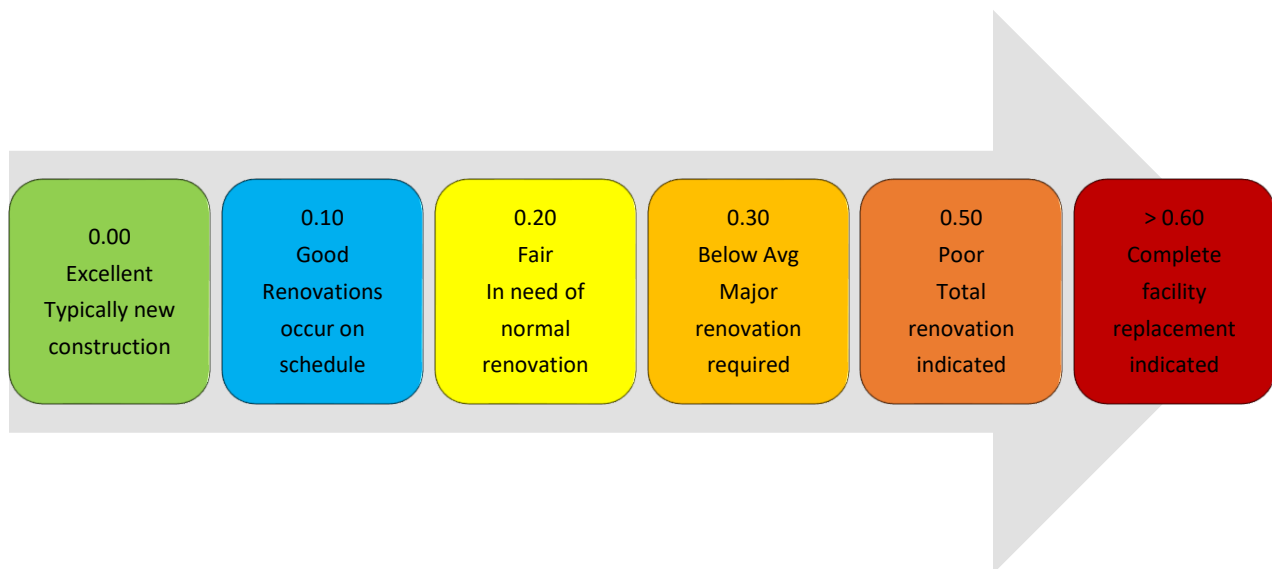 0.00
Excellent
Typically new
construction
0.10
Good
Renovations
occur on
schedule
0.20
Fair
In need of
normal
renovation
0.30
Below Avg
Major
renovation
required
0.50
Poor
Total
renovation
indicated
> 0.60
Complete
facility
replacement
indicated